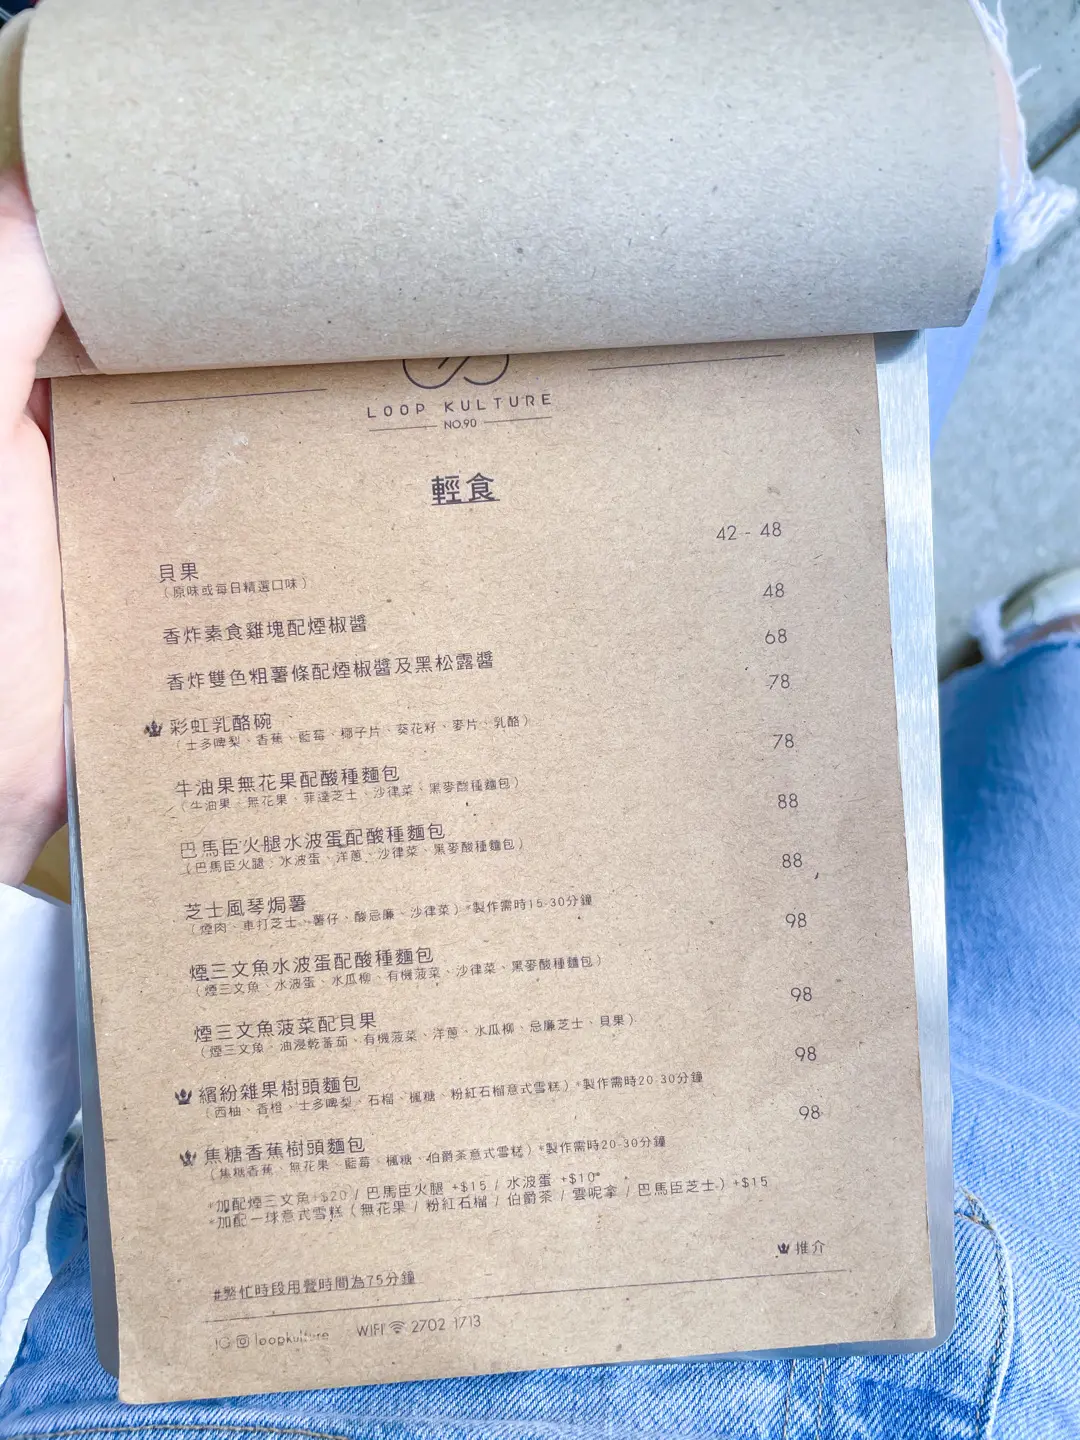 LOOP KULTURE
NO.90
輕食
貝果 42 - 48
(原味或每日精選口味)
香炸素食雞塊配煙椒醬 48
香炸雙色粗薯條配煙椒醬及黑松露醬 68
彩虹乳酪碗 78
(士多啤梨、香蕉、藍莓、椰子片、葵花籽、麥片、乳酪)
牛油果無花果配酸種麵包 78
(牛油果、無花果、菲達芝士、沙律菜、黑麥酸種麵包)
巴馬臣火腿水波蛋配酸種麵包 88
(巴馬臣火腿、水波蛋、洋蔥、沙律菜、黑麥酸種麵包)
芝士風琴焗薯 88
(煙肉、車打芝士、薯仔、酸忌廉、沙律菜) *製作需時15-30分鐘
煙三文魚水波蛋配酸種麵包 98
(煙三文魚、水波蛋、水瓜柳、有機菠菜、沙律菜、黑麥酸種麵包)
煙三文魚菠菜配貝果 98
(煙三文魚、油浸乾蕃茄、有機菠菜、洋蔥、水瓜柳、忌廉芝士、貝果)
繽紛雜果樹頭麵包 98
(西柚、香橙、士多啤梨、石榴、楓糖、粉紅石榴意式雪糕) *製作需時20-30分鐘
焦糖香蕉樹頭麵包 98
(焦糖香蕉、無花果、藍莓、楓糖、伯爵茶意式雪糕) *製作需時20-30分鐘
*加配煙三文魚+$20 / 巴馬臣火腿 +$15 / 水波蛋 +$10*
*加配一球意式雪糕 (無花果 / 粉紅石榴 / 伯爵茶 / 雲呢拿 / 巴馬臣芝士) +$15
推介
#繁忙時段用餐時間為75分鐘
IG loopkulture WIFI 2702 1713